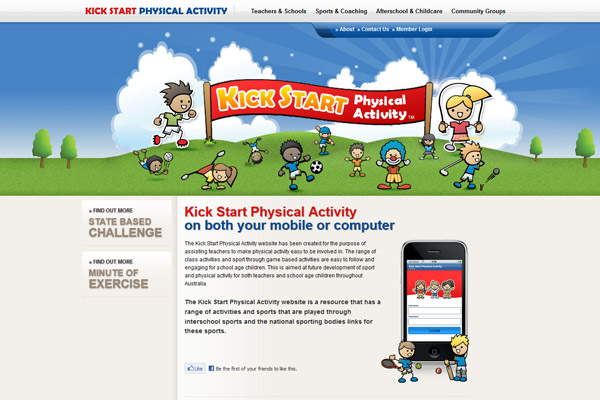 KICK START PHYSICAL ACTIVITY
Teachers & Schools Sports & Coaching Afterschool & Childcare Community Groups
» About » Contact Us » Member Login
KICK START Physical
Activity™
» FIND OUT MORE
STATE BASED
CHALLENGE
» FIND OUT MORE
MINUTE OF
EXERCISE
Kick Start Physical Activity
on both your mobile or computer
The Kick Start Physical Activity website has been created for the purpose of
assisting teachers to make physical activity easy to be involved in. The range of
class activities and sport through game based activities are easy to follow and
engaging for school age children. This is aimed at future development of sport
and physical activity for both teachers and school age children throughout
Australia.
The Kick Start Physical Activity website is a resource that has a
range of activities and sports that are played through
interschool sports and the national sporting bodies links for
these sports.
Like Be the first of your friends to like this.
Kick Start Physical Activity